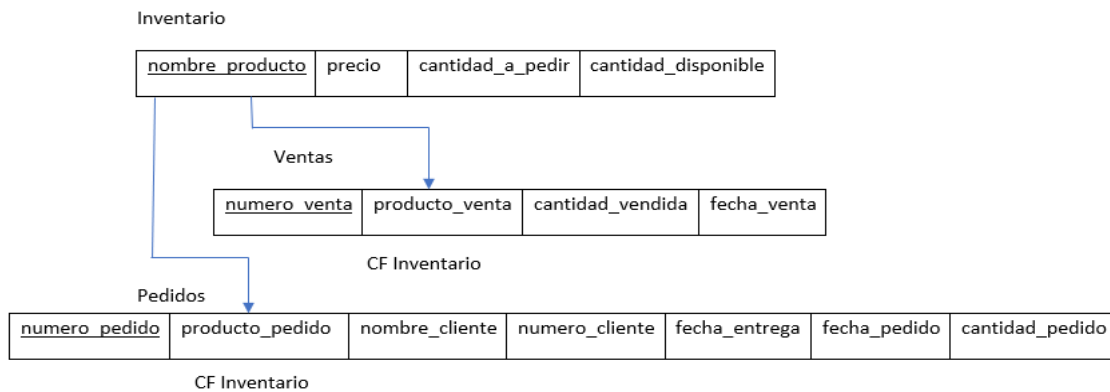 Inventario
nombre_producto precio cantidad_a_pedir cantidad_disponible
Ventas
numero_venta producto_venta cantidad_vendida fecha_venta
CF Inventario
Pedidos
numero_pedido producto_pedido nombre_cliente numero_cliente fecha_entrega fecha_pedido cantidad_pedido
CF Inventario